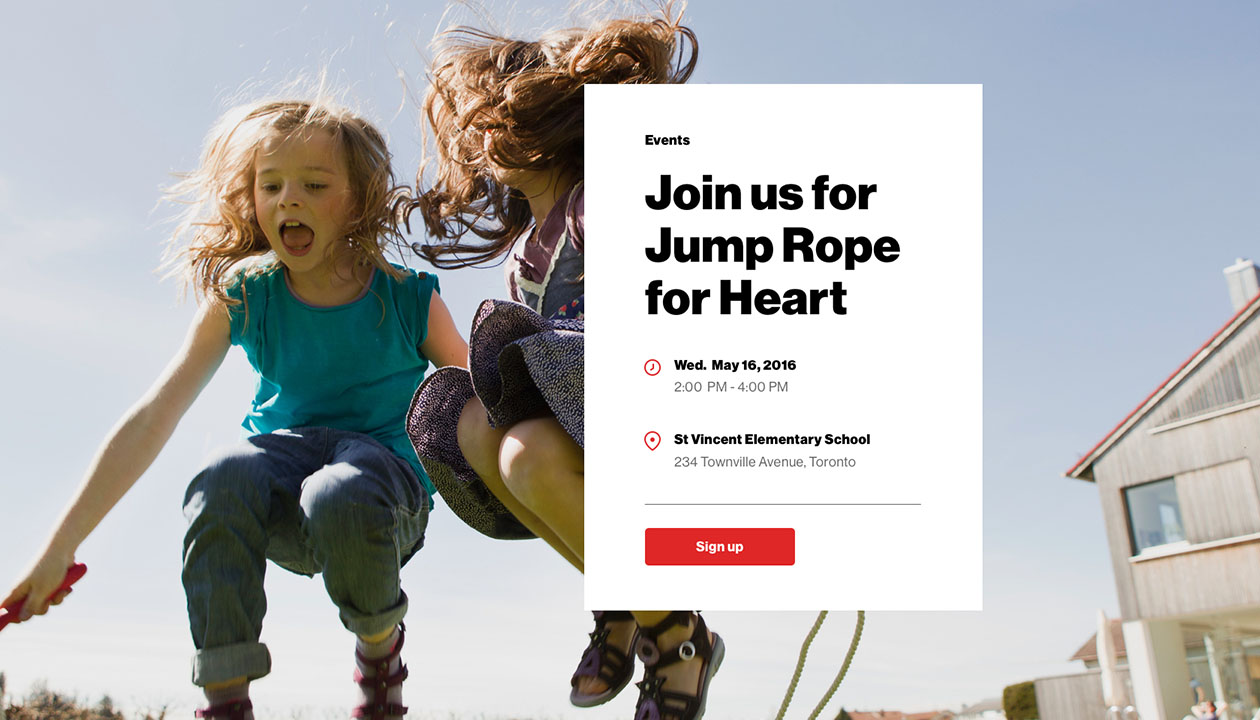 Events
Join us for
Jump Rope
for Heart
Wed. May 16, 2016
2:00 PM - 4:00 PM
St Vincent Elementary School
234 Townville Avenue, Toronto
Sign up